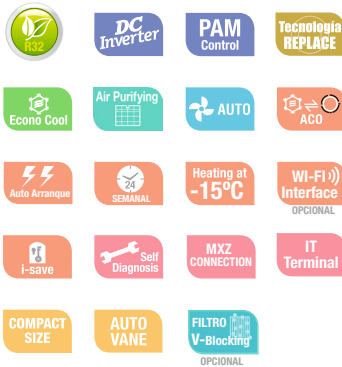 R32
DC
Inverter
PAM
Control
Tecnología
REPLACE
Econo Cool
Air Purifying
AUTO
ACO
Auto Arranque
24
SEMANAL
Heating at
-15ºC
WI-FI
Interface
OPCIONAL
i-save
Self
Diagnosis
MXZ
CONNECTION
IT
Terminal
COMPACT
SIZE
AUTO
VANE
FILTRO
V-Blocking
OPCIONAL